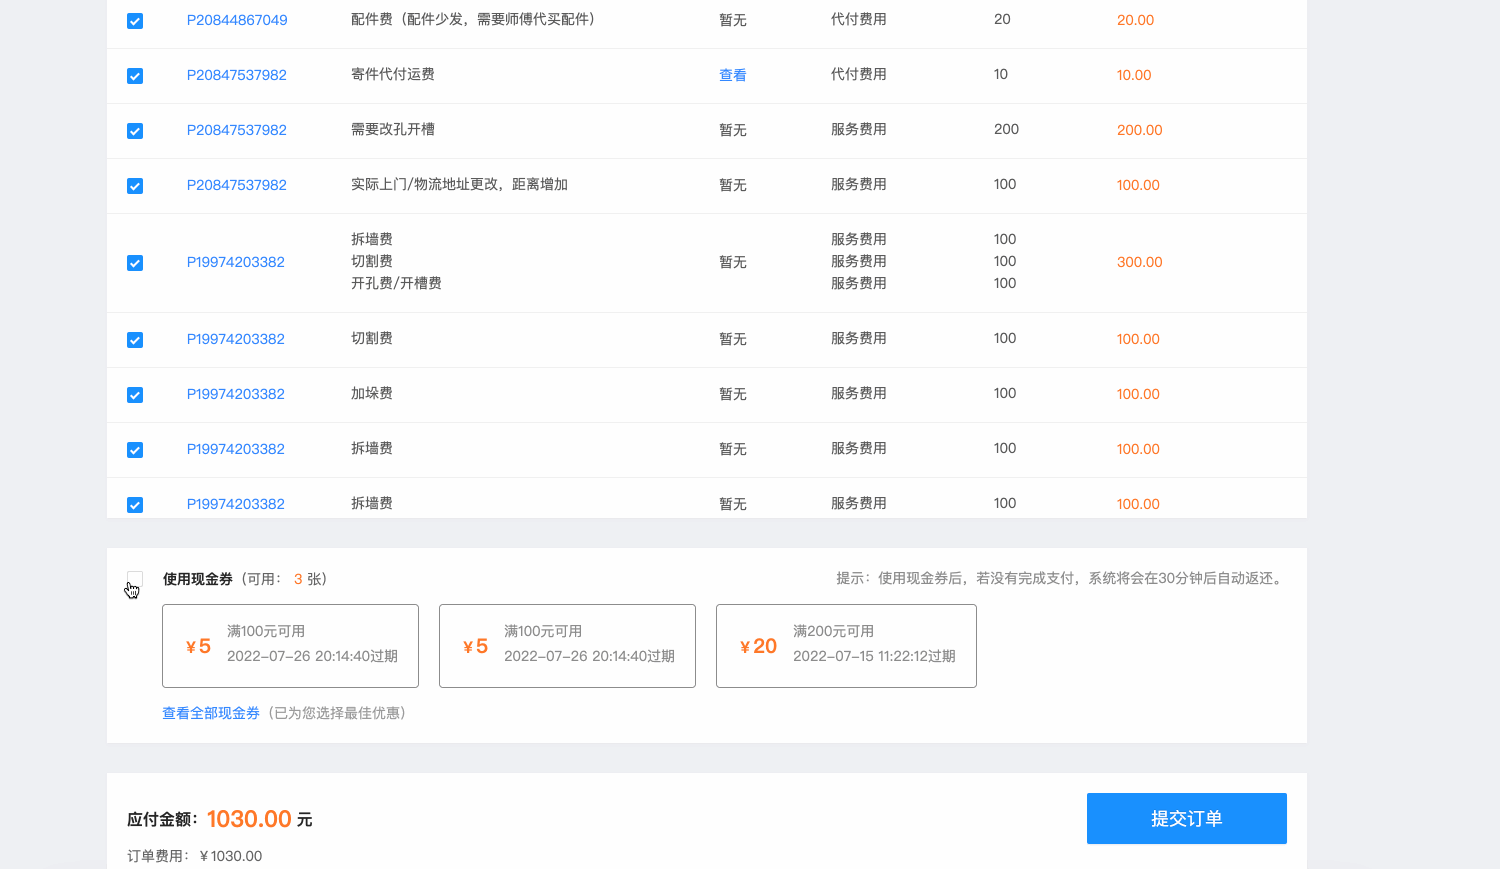 P20844867049 配件费（配件少发，需要师傅代买配件） 暂无 代付费用 20 20.00
P20847537982 寄件代付运费 查看 代付费用 10 10.00
P20847537982 需要改孔开槽 暂无 服务费用 200 200.00
P20847537982 实际上门/物流地址更改，距离增加 暂无 服务费用 100 100.00
拆墙费 服务费用 100
P19974203382 切割费 暂无 服务费用 100 300.00
开孔费/开槽费 服务费用 100
P19974203382 切割费 暂无 服务费用 100 100.00
P19974203382 加垛费 暂无 服务费用 100 100.00
P19974203382 拆墙费 暂无 服务费用 100 100.00
P19974203382 拆墙费 暂无 服务费用 100 100.00
使用现金券（可用： 3 张） 提示：使用现金券后，若没有完成支付，系统将会在30分钟后自动返还。
¥5 满100元可用
2022-07-26 20:14:40过期
¥5 满100元可用
2022-07-26 20:14:40过期
¥20 满200元可用
2022-07-15 11:22:12过期
查看全部现金券（已为您选择最佳优惠）
应付金额：1030.00 元 提交订单
订单费用：¥1030.00